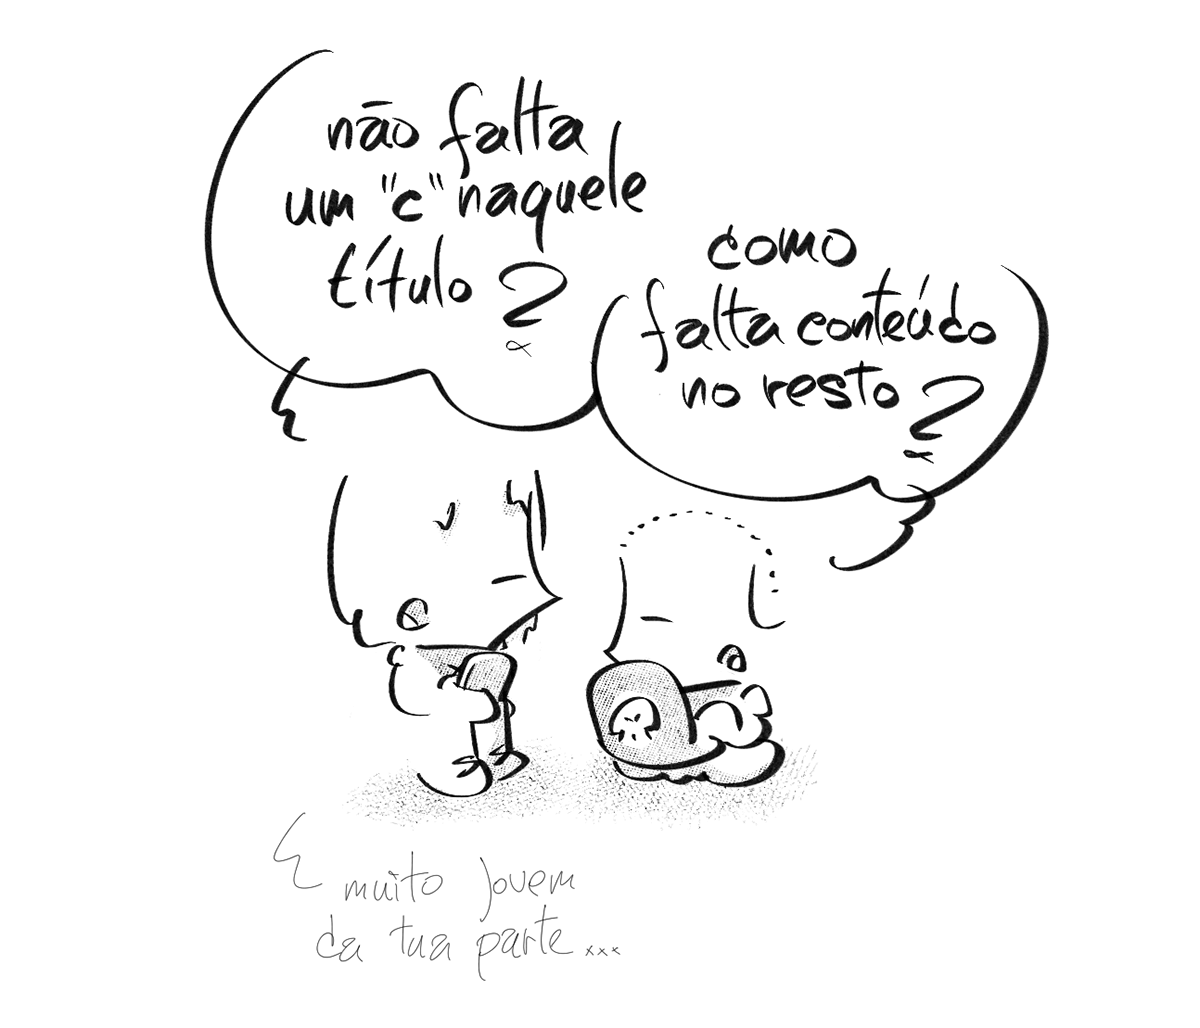 não falta
um "c" naquele
título?
como
falta conteúdo
no resto?
muito jovem
da tua parte...